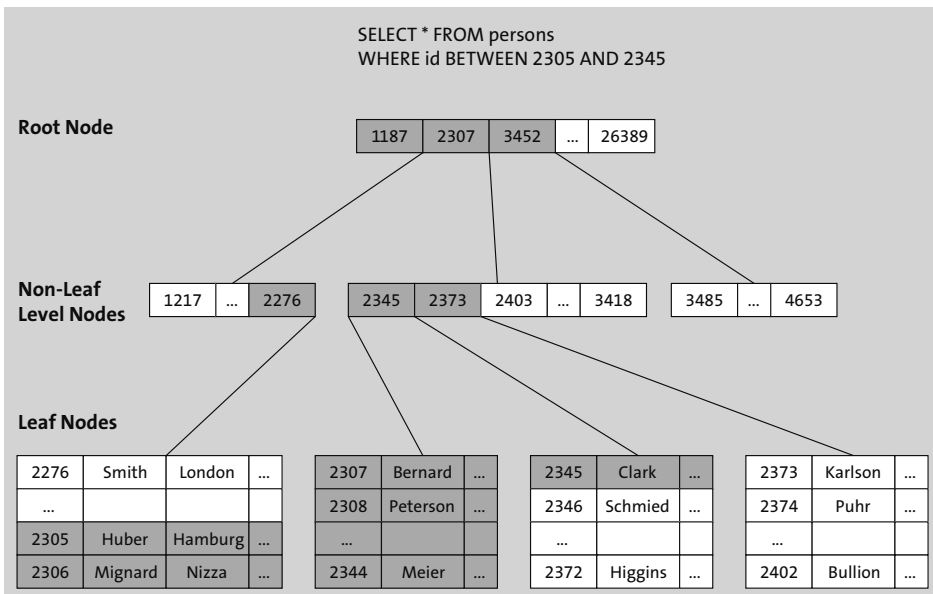 SELECT * FROM persons
WHERE id BETWEEN 2305 AND 2345
Root Node
1187 2307 3452 ... 26389
Non-Leaf
Level Nodes
1217 ... 2276
2345 2373 2403 ... 3418
3485 ... 4653
Leaf Nodes
2276 Smith London ...
...
2305 Huber Hamburg ...
2306 Mignard Nizza ...
2307 Bernard ...
2308 Peterson ...
...
2344 Meier ...
2345 Clark ...
2346 Schmied ...
...
2372 Higgins ...
2373 Karlson ...
2374 Puhr ...
...
2402 Bullion ...